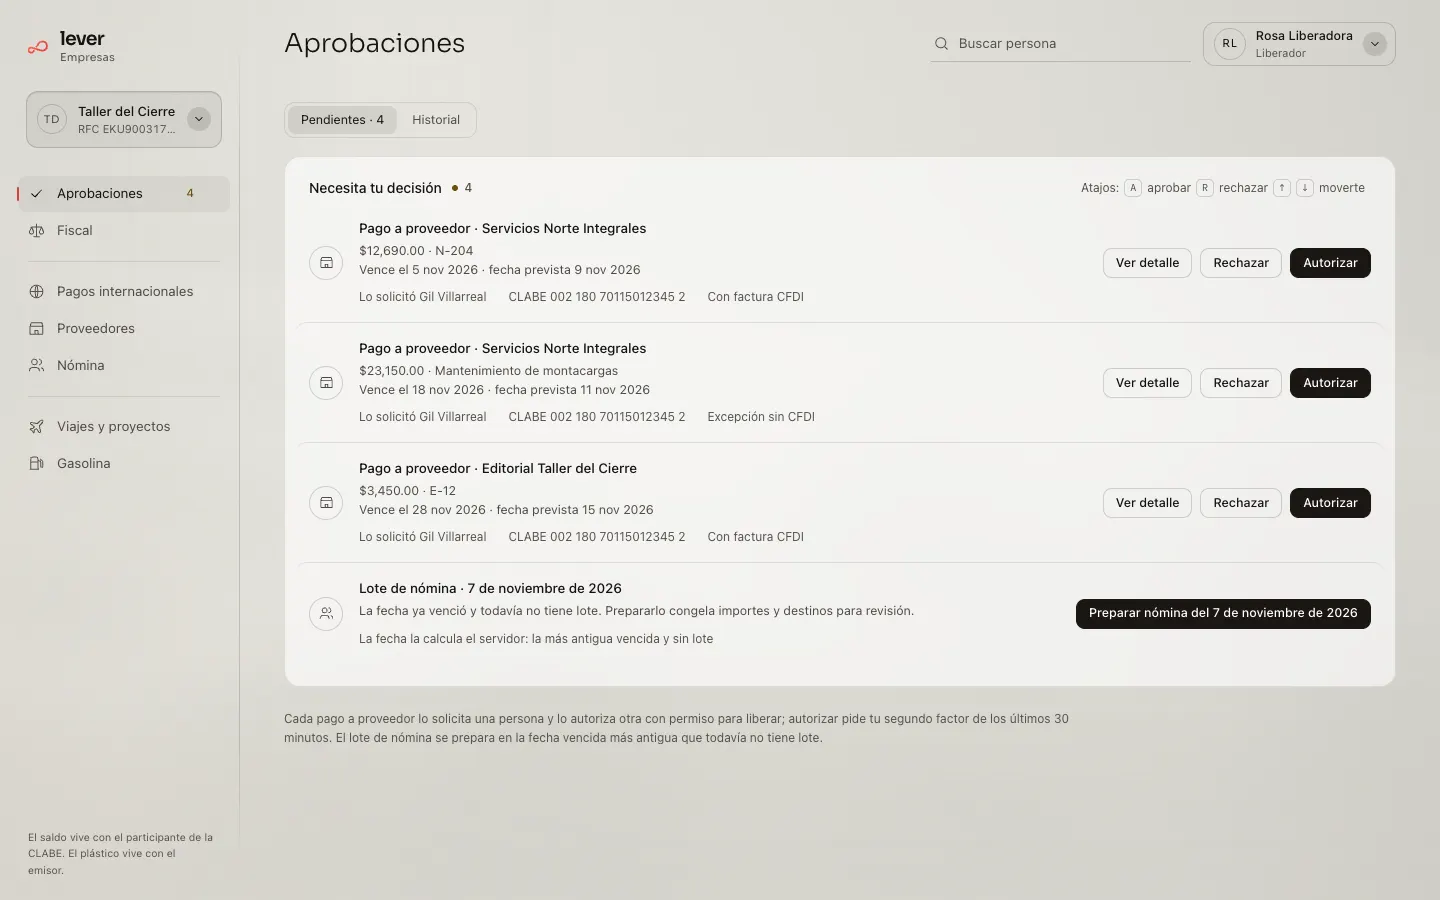 lever
Empresas
TD
Taller del Cierre
RFC EKU900317...
Aprobaciones 4
Fiscal
Pagos internacionales
Proveedores
Nómina
Viajes y proyectos
Gasolina
El saldo vive con el participante de la
CLABE. El plástico vive con el
emisor.
Aprobaciones
Buscar persona
RL
Rosa Liberadora
Liberador
Pendientes · 4
Historial
Necesita tu decisión • 4
Atajos: A aprobar R rechazar ↑ ↓ moverte
Pago a proveedor · Servicios Norte Integrales
$12,690.00 · N-204
Vence el 5 nov 2026 · fecha prevista 9 nov 2026
Lo solicitó Gil Villarreal CLABE 002 180 70115012345 2 Con factura CFDI
Ver detalle Rechazar Autorizar
Pago a proveedor · Servicios Norte Integrales
$23,150.00 · Mantenimiento de montacargas
Vence el 18 nov 2026 · fecha prevista 11 nov 2026
Lo solicitó Gil Villarreal CLABE 002 180 70115012345 2 Excepción sin CFDI
Ver detalle Rechazar Autorizar
Pago a proveedor · Editorial Taller del Cierre
$3,450.00 · E-12
Vence el 28 nov 2026 · fecha prevista 15 nov 2026
Lo solicitó Gil Villarreal CLABE 002 180 70115012345 2 Con factura CFDI
Ver detalle Rechazar Autorizar
Lote de nómina · 7 de noviembre de 2026
La fecha ya venció y todavía no tiene lote. Prepararlo congela importes y destinos para revisión.
La fecha la calcula el servidor: la más antigua vencida y sin lote
Preparar nómina del 7 de noviembre de 2026
Cada pago a proveedor lo solicita una persona y lo autoriza otra con permiso para liberar; autorizar pide tu segundo factor de los últimos 30
minutos. El lote de nómina se prepara en la fecha vencida más antigua que todavía no tiene lote.